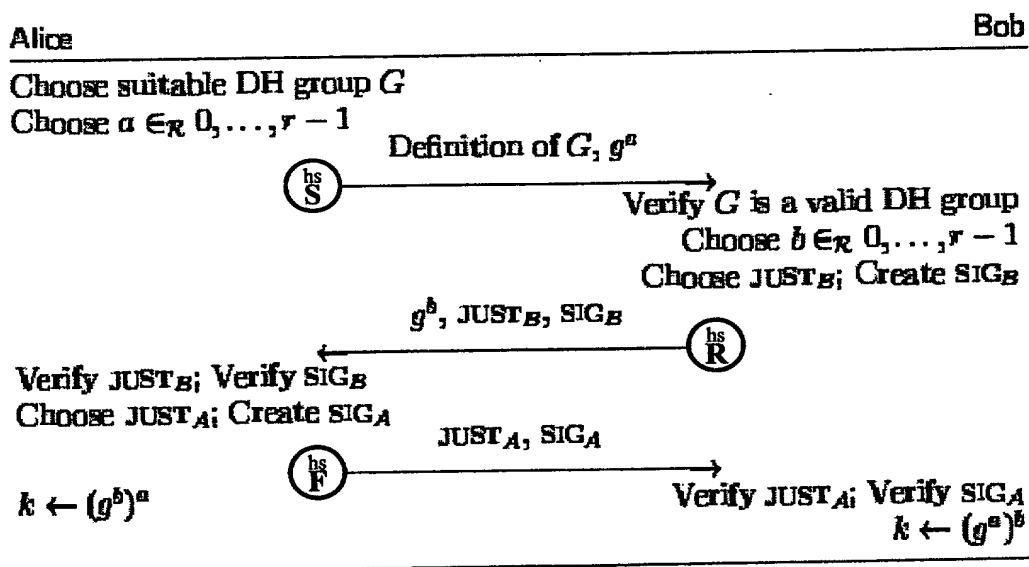 Alice Bob
Choose suitable DH group G
Choose a ∈_R 0, . . . , r − 1
Definition of G, g^a
hs
S
Verify G is a valid DH group
Choose b ∈_R 0, . . . , r − 1
Choose JUST_B; Create SIG_B
g^b, JUST_B, SIG_B
hs
R
Verify JUST_B; Verify SIG_B
Choose JUST_A; Create SIG_A
JUST_A, SIG_A
hs
F
Verify JUST_A; Verify SIG_A
k ← (g^b)^a
k ← (g^a)^b